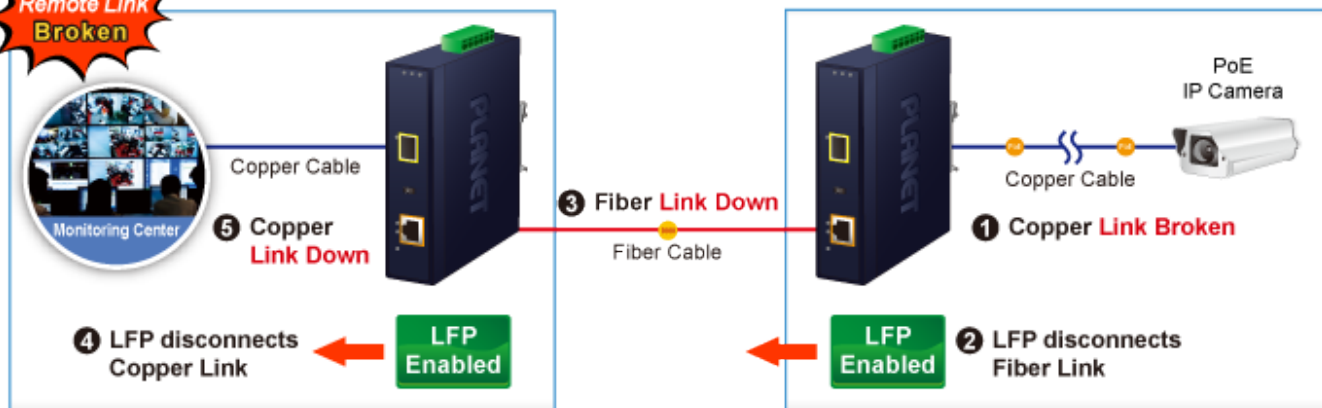 Remote Link
Broken
PoE
IP Camera
PLANET
PLANET
PoE
PoE
Copper Cable
Copper Cable
3 Fiber Link Down
1 Copper Link Broken
Monitoring Center
5 Copper
Link Down
Fiber Cable
4 LFP disconnects
Copper Link
LFP
Enabled
LFP
Enabled
2 LFP disconnects
Fiber Link